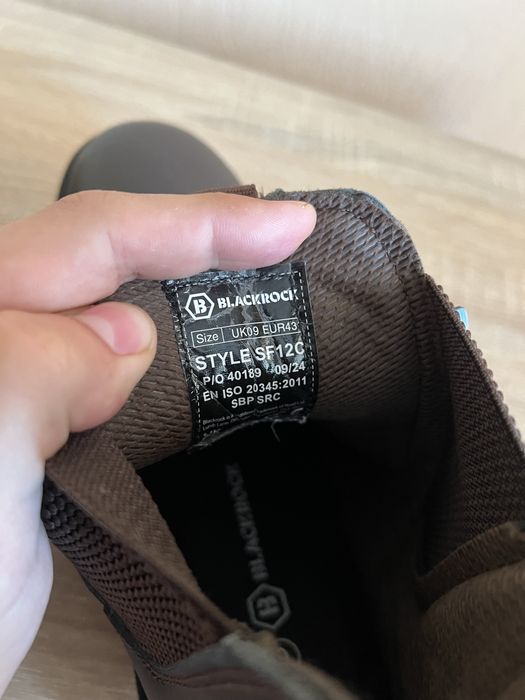 B BLACKROCK
Size UK09 EUR43
STYLE SF12C
P/O 40189 09/24
EN ISO 20345:2011
SBP SRC
BLACKROCK B